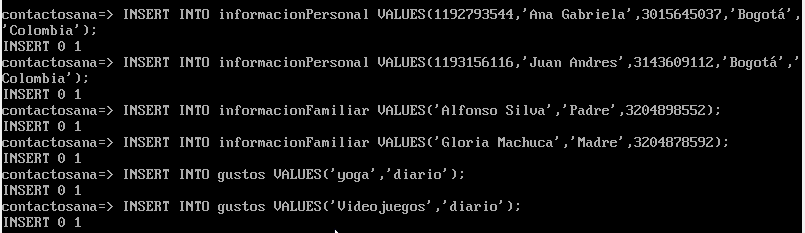 contactosana=> INSERT INTO informacionPersonal VALUES(1192793544,'Ana Gabriela',3015645037,'Bogotá',
'Colombia');
INSERT 0 1
contactosana=> INSERT INTO informacionPersonal VALUES(1193156116,'Juan Andres',3143609112,'Bogotá','
Colombia');
INSERT 0 1
contactosana=> INSERT INTO informacionFamiliar VALUES('Alfonso Silva','Padre',3204898552);
INSERT 0 1
contactosana=> INSERT INTO informacionFamiliar VALUES('Gloria Machuca','Madre',3204878592);
INSERT 0 1
contactosana=> INSERT INTO gustos VALUES('yoga','diario');
INSERT 0 1
contactosana=> INSERT INTO gustos VALUES('Videojuegos','diario');
INSERT 0 1